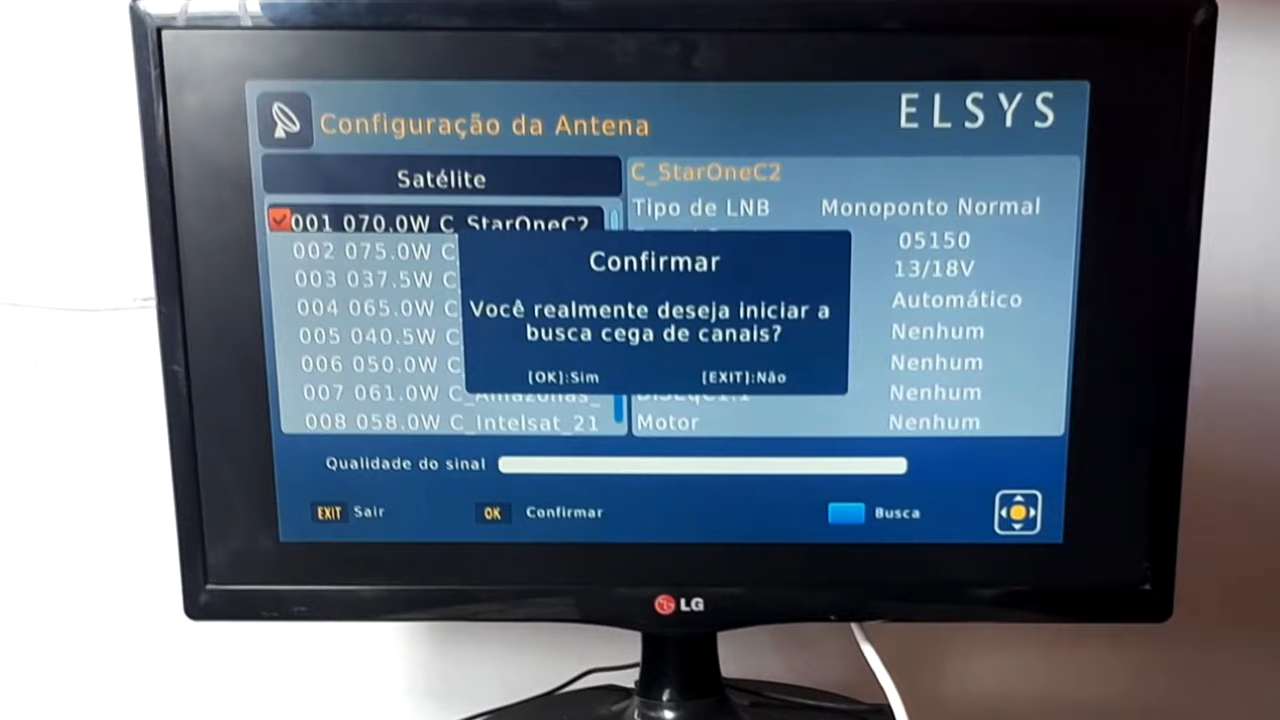 ELSYS
Configuração da Antena
Satélite
001 070.0W C_StarOneC2
002 075.0W C
003 037.5W C
004 065.0W C
005 040.5W C
006 050.0W C
007 061.0W C_Amazonas_
008 058.0W C_Intelsat_21
C_StarOneC2
Tipo de LNB Monoponto Normal
05150
13/18V
Automático
Nenhum
Nenhum
DiSEqC1.1 Nenhum
Motor Nenhum
Confirmar
Você realmente deseja iniciar a
busca cega de canais?
[OK]:Sim [EXIT]:Não
Qualidade do sinal
EXIT Sair OK Confirmar Busca
LG